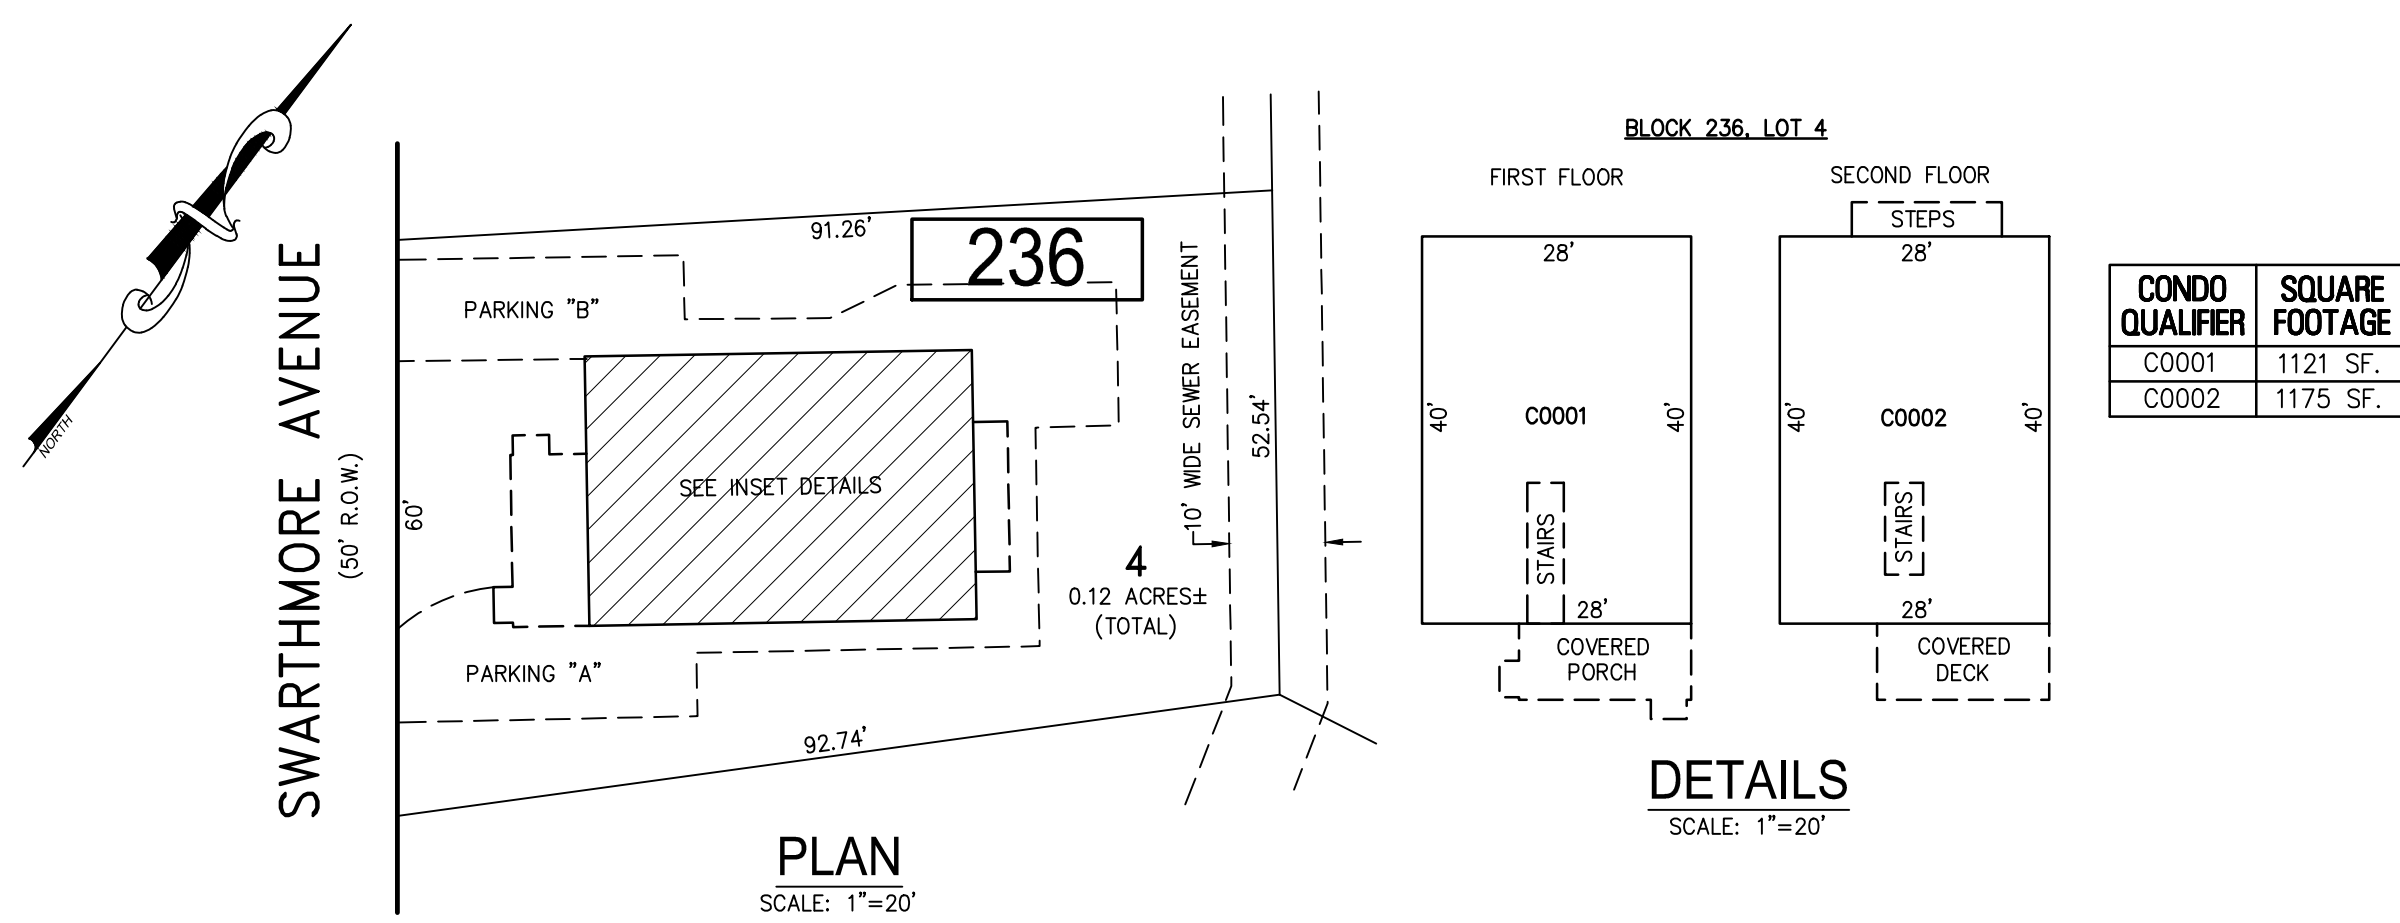 NORTH
SWARTHMORE AVENUE
(50' R.O.W.)
60'
91.26'
236
PARKING "B"
SEE INSET DETAILS
PARKING "A"
92.74'
4
0.12 ACRES±
(TOTAL)
10' WIDE SEWER EASEMENT
52.54'
PLAN
SCALE: 1"=20'
BLOCK 236, LOT 4
FIRST FLOOR
28'
40'
C0001
40'
STAIRS
28'
COVERED
PORCH
SECOND FLOOR
STEPS
28'
40'
C0002
40'
STAIRS
28'
COVERED
DECK
DETAILS
SCALE: 1"=20'
CONDO QUALIFIER
SQUARE FOOTAGE
C0001 1121 SF.
C0002 1175 SF.